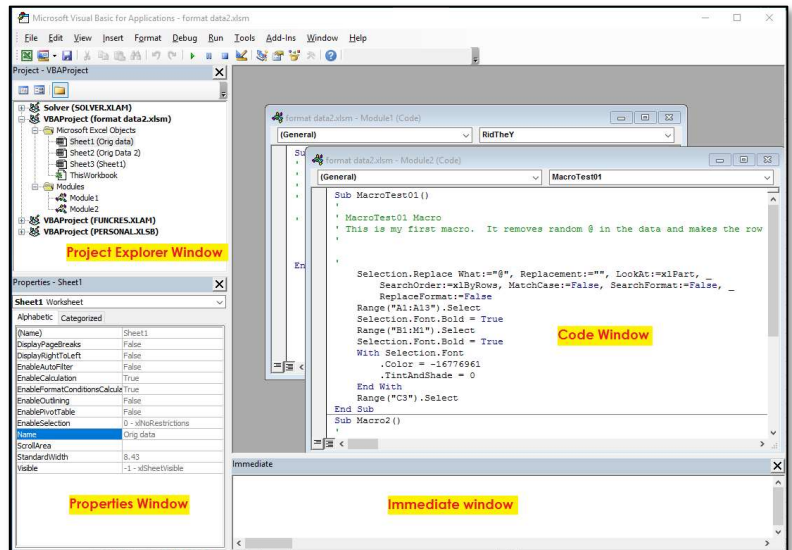 Microsoft Visual Basic for Applications - format data2.xlsm
File Edit View Insert Format Debug Run Tools Add-Ins Window Help
Project - VBAProject
Solver (SOLVER.XLAM)
VBAProject (format data2.xlsm)
Microsoft Excel Objects
Sheet1 (Orig data)
Sheet2 (Orig Data 2)
Sheet3 (Sheet1)
ThisWorkbook
Modules
Module1
Module2
VBAProject (FUNCRES.XLAM)
VBAProject (PERSONAL.XLSB)
Project Explorer Window
Properties - Sheet1
Sheet1 Worksheet
Alphabetic Categorized
(Name) Sheet1
DisplayPageBreaks False
DisplayRightToLeft False
EnableAutoFilter False
EnableCalculation True
EnableFormatConditionsCalcula True
EnableOutlining False
EnablePivotTable False
EnableSelection 0 - xlNoRestrictions
Name Orig data
ScrollArea
StandardWidth 8.43
Visible -1 - xlSheetVisible
Properties Window
format data2.xlsm - Module1 (Code)
(General) RidTheY
Su
En
format data2.xlsm - Module2 (Code)
(General) MacroTest01
Sub MacroTest01()
'
' MacroTest01 Macro
' This is my first macro. It removes random @ in the data and makes the row
'
'
Selection.Replace What:="@", Replacement:="", LookAt:=xlPart, _
SearchOrder:=xlByRows, MatchCase:=False, SearchFormat:=False, _
ReplaceFormat:=False
Range("A1:A13").Select
Selection.Font.Bold = True
Range("B1:M1").Select
Selection.Font.Bold = True
With Selection.Font
.Color = -16776961
.TintAndShade = 0
End With
Range("C3").Select
End Sub
Sub Macro2()
'
Code Window
Immediate
Immediate window